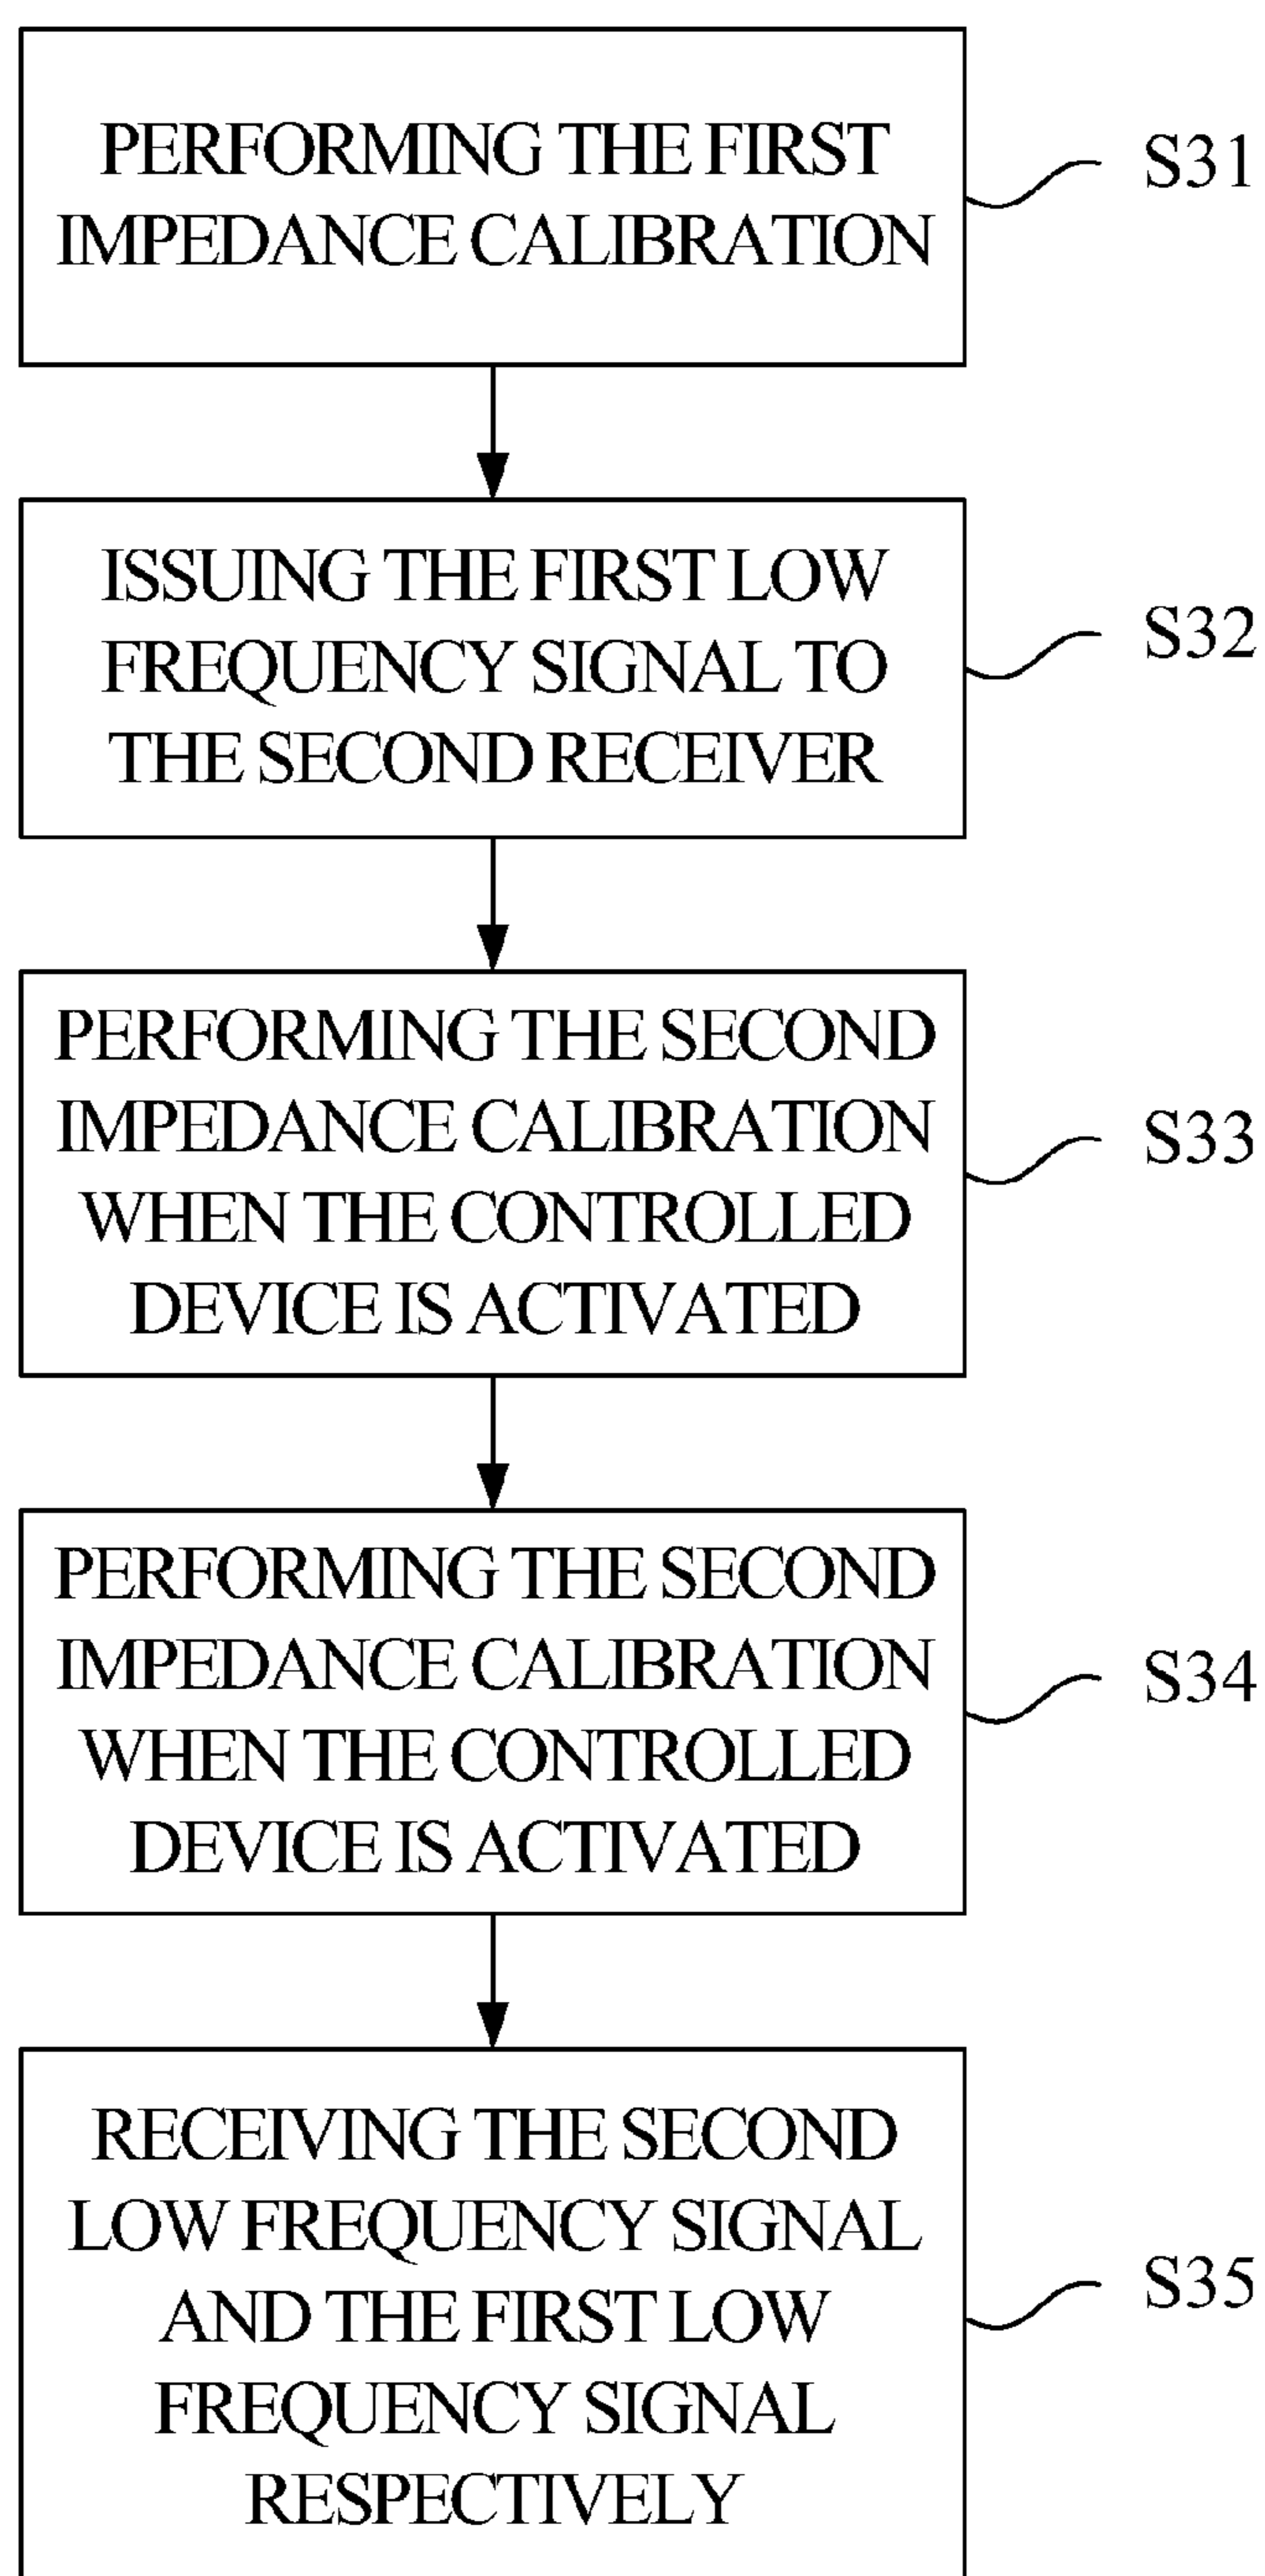 PERFORMING THE FIRST
IMPEDANCE CALIBRATION
S31
ISSUING THE FIRST LOW
FREQUENCY SIGNAL TO
THE SECOND RECEIVER
S32
PERFORMING THE SECOND
IMPEDANCE CALIBRATION
WHEN THE CONTROLLED
DEVICE IS ACTIVATED
S33
PERFORMING THE SECOND
IMPEDANCE CALIBRATION
WHEN THE CONTROLLED
DEVICE IS ACTIVATED
S34
RECEIVING THE SECOND
LOW FREQUENCY SIGNAL
AND THE FIRST LOW
FREQUENCY SIGNAL
RESPECTIVELY
S35